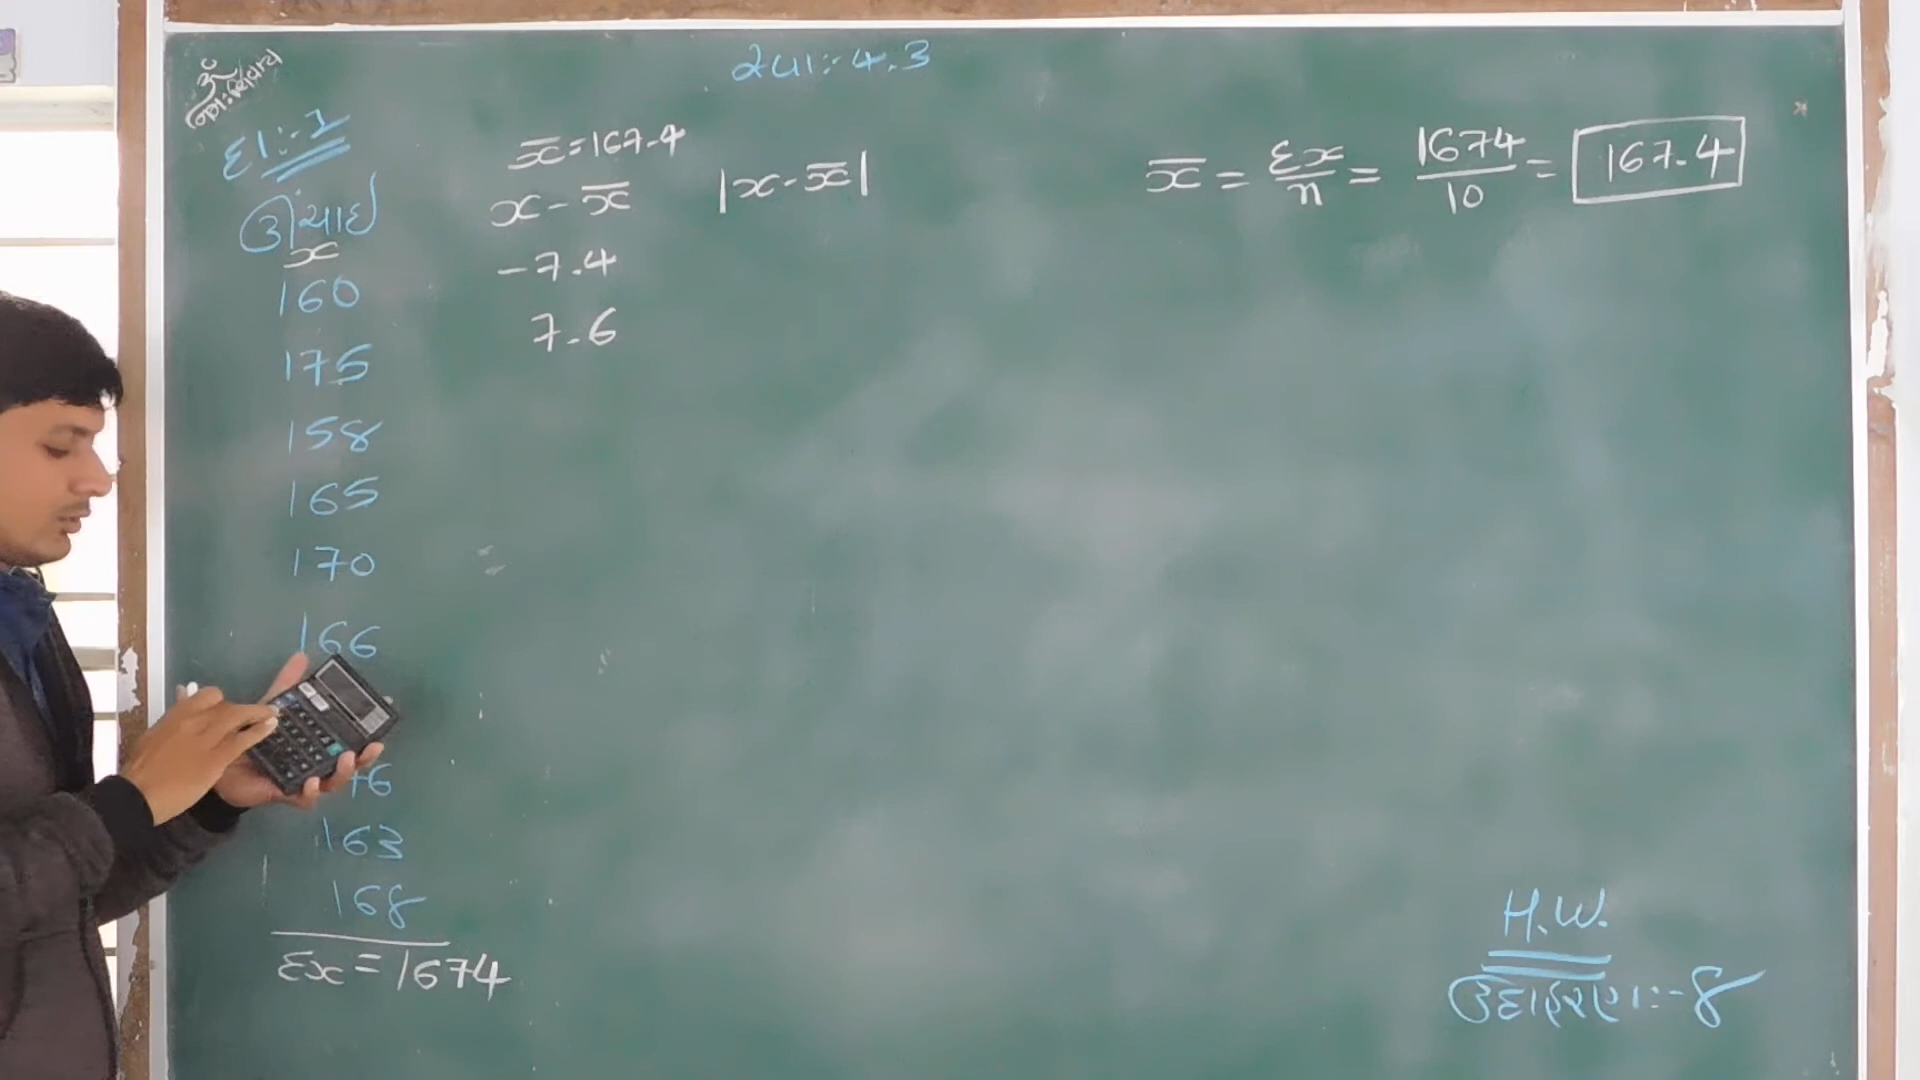 ૐ
નમઃ શિવાય
સ્વા:- 4.3
દા:- 1
ઊંચાઈ
x
160
175
158
165
170
166
76
163
168
Σx = 1674
x̄ = 167.4
x - x̄
-7.4
7.6
|x - x̄|
x̄ = Σx/n = 1674/10 = 167.4
H.W.
ઉદાહરણ:- 8